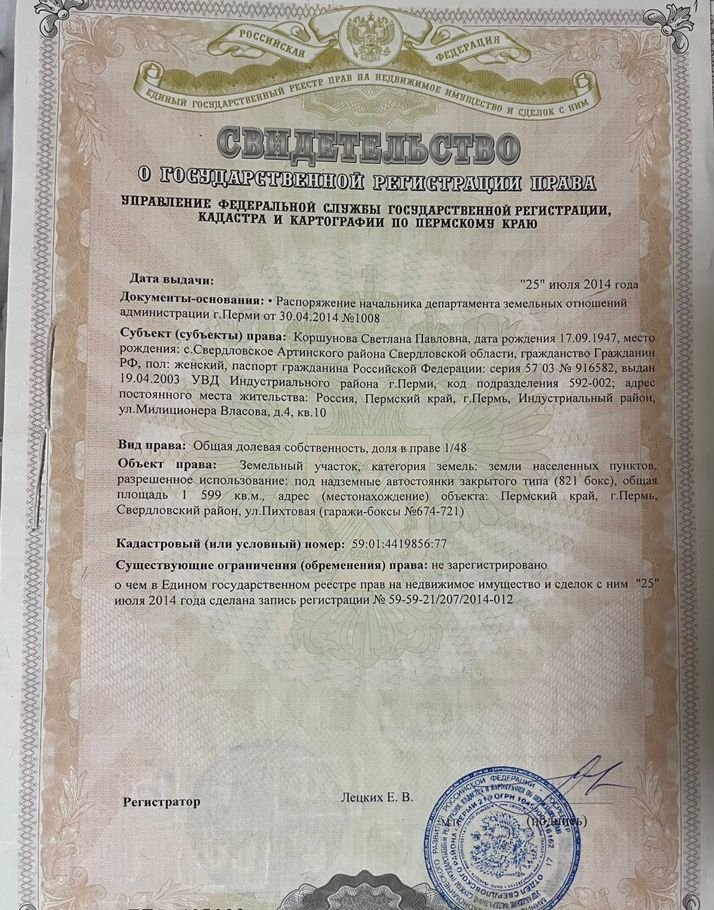 РОССИЙСКАЯ ФЕДЕРАЦИЯ
ЕДИНЫЙ ГОСУДАРСТВЕННЫЙ РЕЕСТР ПРАВ НА НЕДВИЖИМОЕ ИМУЩЕСТВО И СДЕЛОК С НИМ
СВИДЕТЕЛЬСТВО
О ГОСУДАРСТВЕННОЙ РЕГИСТРАЦИИ ПРАВА
УПРАВЛЕНИЕ ФЕДЕРАЛЬНОЙ СЛУЖБЫ ГОСУДАРСТВЕННОЙ РЕГИСТРАЦИИ,
КАДАСТРА И КАРТОГРАФИИ ПО ПЕРМСКОМУ КРАЮ
Дата выдачи: "25" июля 2014 года
Документы-основания: • Распоряжение начальника департамента земельных отношений
администрации г.Перми от 30.04.2014 №1008
Субъект (субъекты) права: Коршунова Светлана Павловна, дата рождения 17.09.1947, место
рождения: с.Свердловское Артинского района Свердловской области, гражданство Гражданин
РФ, пол: женский, паспорт гражданина Российской Федерации: серия 57 03 № 916582, выдан
19.04.2003 УВД Индустриального района г.Перми, код подразделения 592-002; адрес
постоянного места жительства: Россия, Пермский край, г.Пермь, Индустриальный район,
ул.Милиционера Власова, д.4, кв.10
Вид права: Общая долевая собственность, доля в праве 1/48
Объект права: Земельный участок, категория земель: земли населенных пунктов,
разрешенное использование: под надземные автостоянки закрытого типа (821 бокс), общая
площадь 1 599 кв.м., адрес (местонахождение) объекта: Пермский край, г.Пермь,
Свердловский район, ул.Пихтовая (гаражи-боксы №674-721)
Кадастровый (или условный) номер: 59:01:4419856:77
Существующие ограничения (обременения) права: не зарегистрировано
о чем в Едином государственном реестре прав на недвижимое имущество и сделок с ним "25"
июля 2014 года сделана запись регистрации № 59-59-21/207/2014-012
Регистратор Лецких Е. В.
(подпись)